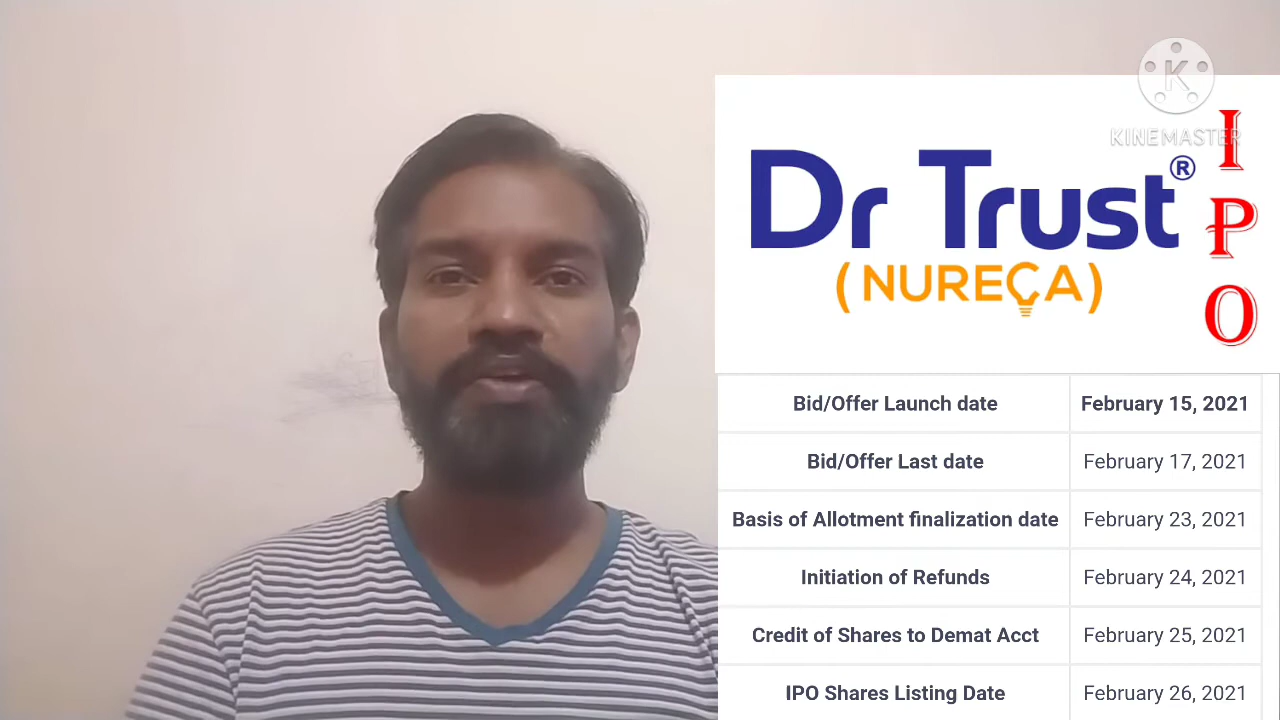 KINEMASTER
IPO
Dr Trust®
(NURECA)
Bid/Offer Launch date February 15, 2021
Bid/Offer Last date February 17, 2021
Basis of Allotment finalization date February 23, 2021
Initiation of Refunds February 24, 2021
Credit of Shares to Demat Acct February 25, 2021
IPO Shares Listing Date February 26, 2021